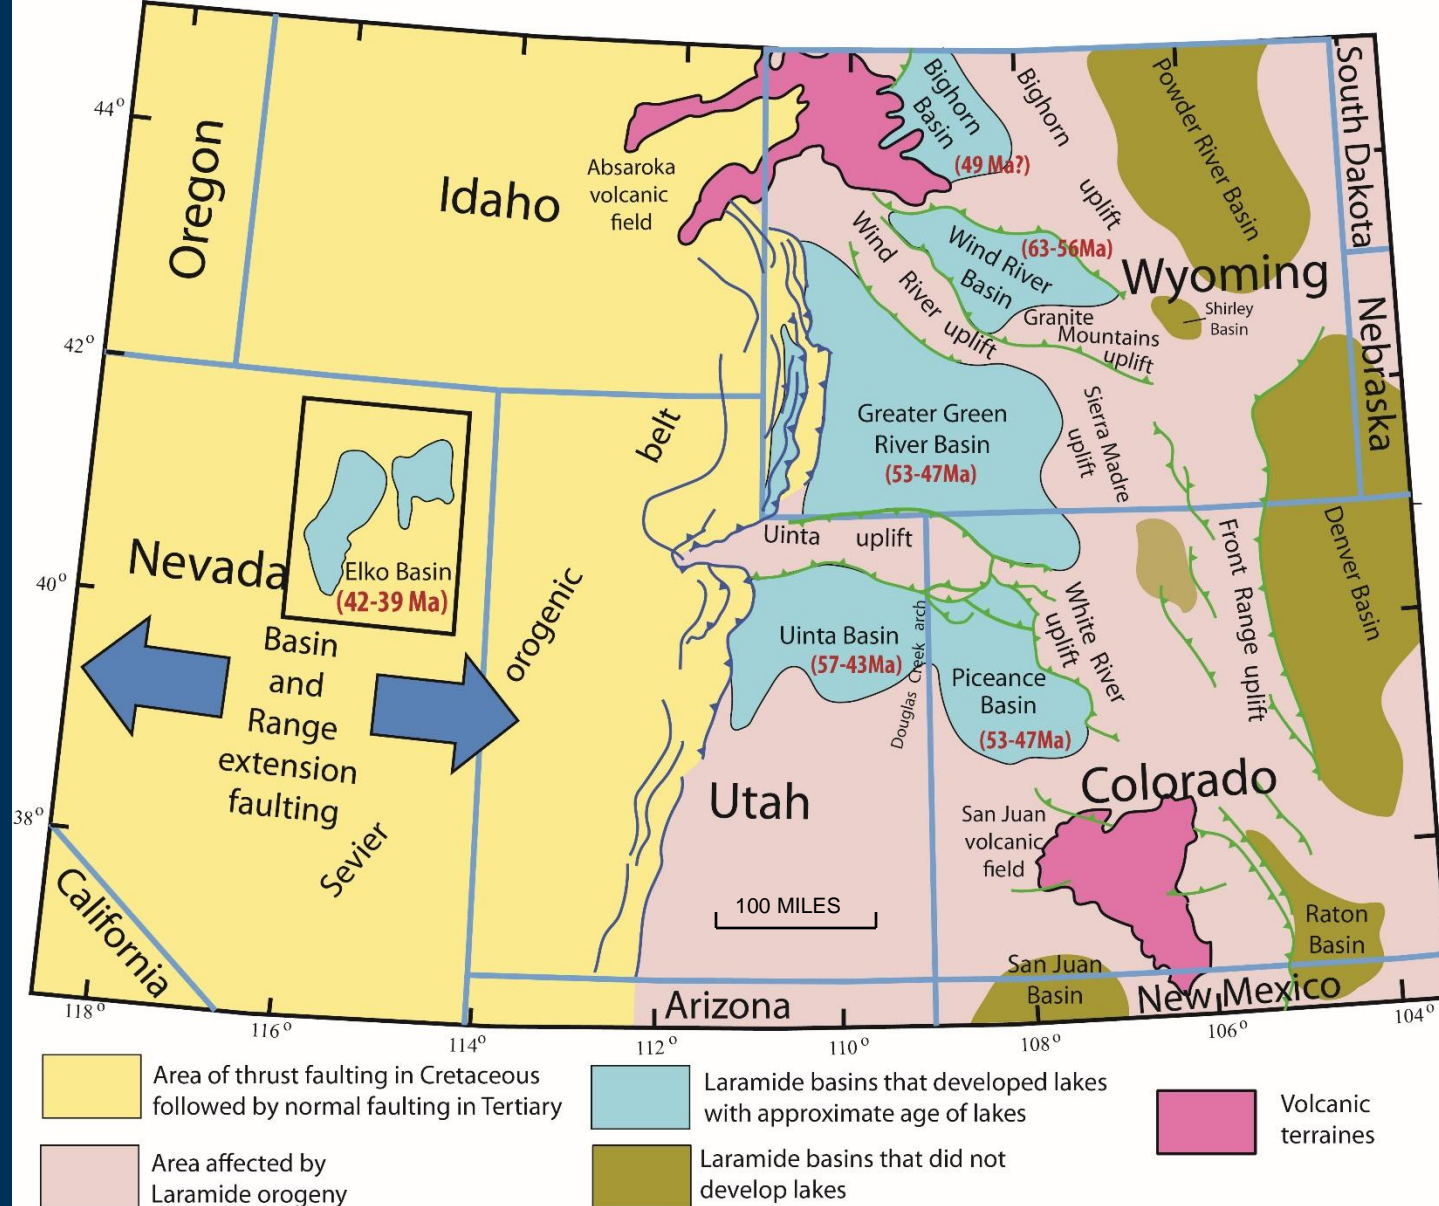 44°
42°
40°
38°
118°
116°
114°
112°
110°
108°
106°
104°
Oregon
Idaho
Absaroka
volcanic
field
Bighorn
Basin
(49 Ma?)
Bighorn
uplift
Powder River Basin
South Dakota
Wind River
Basin
(63-56Ma)
Wind River uplift
Wyoming
Shirley
Basin
Granite
Mountains
uplift
Nebraska
Greater Green
River Basin
(53-47Ma)
Sierra Madre
uplift
belt
orogenic
Sevier
Nevada
Elko Basin
(42-39 Ma)
Basin
and
Range
extension
faulting
California
Uinta uplift
Uinta Basin
(57-43Ma)
Douglas Creek arch
Piceance
Basin
(53-47Ma)
White River
uplift
Front Range uplift
Denver Basin
Utah
Colorado
San Juan
volcanic
field
100 MILES
Raton
Basin
San Juan
Basin
Arizona
New Mexico
Area of thrust faulting in Cretaceous
followed by normal faulting in Tertiary
Area affected by
Laramide orogeny
Laramide basins that developed lakes
with approximate age of lakes
Laramide basins that did not
develop lakes
Volcanic
terraines